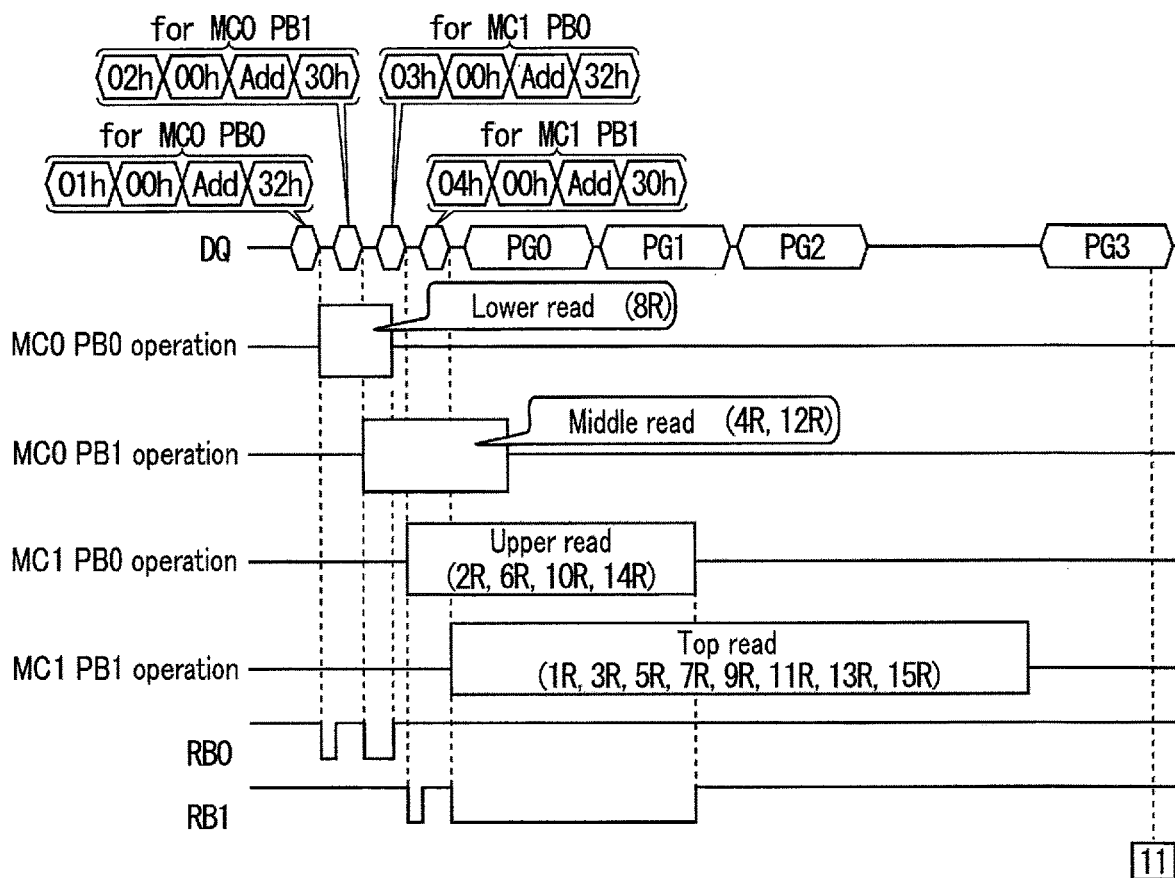 for MC0 PB1
02h 00h Add 30h
for MC1 PB0
03h 00h Add 32h
for MC0 PB0
01h 00h Add 32h
for MC1 PB1
04h 00h Add 30h
DQ PG0 PG1 PG2 PG3
Lower read (8R)
MC0 PB0 operation
Middle read (4R, 12R)
MC0 PB1 operation
Upper read
(2R, 6R, 10R, 14R)
MC1 PB0 operation
Top read
(1R, 3R, 5R, 7R, 9R, 11R, 13R, 15R)
MC1 PB1 operation
RB0
RB1
11